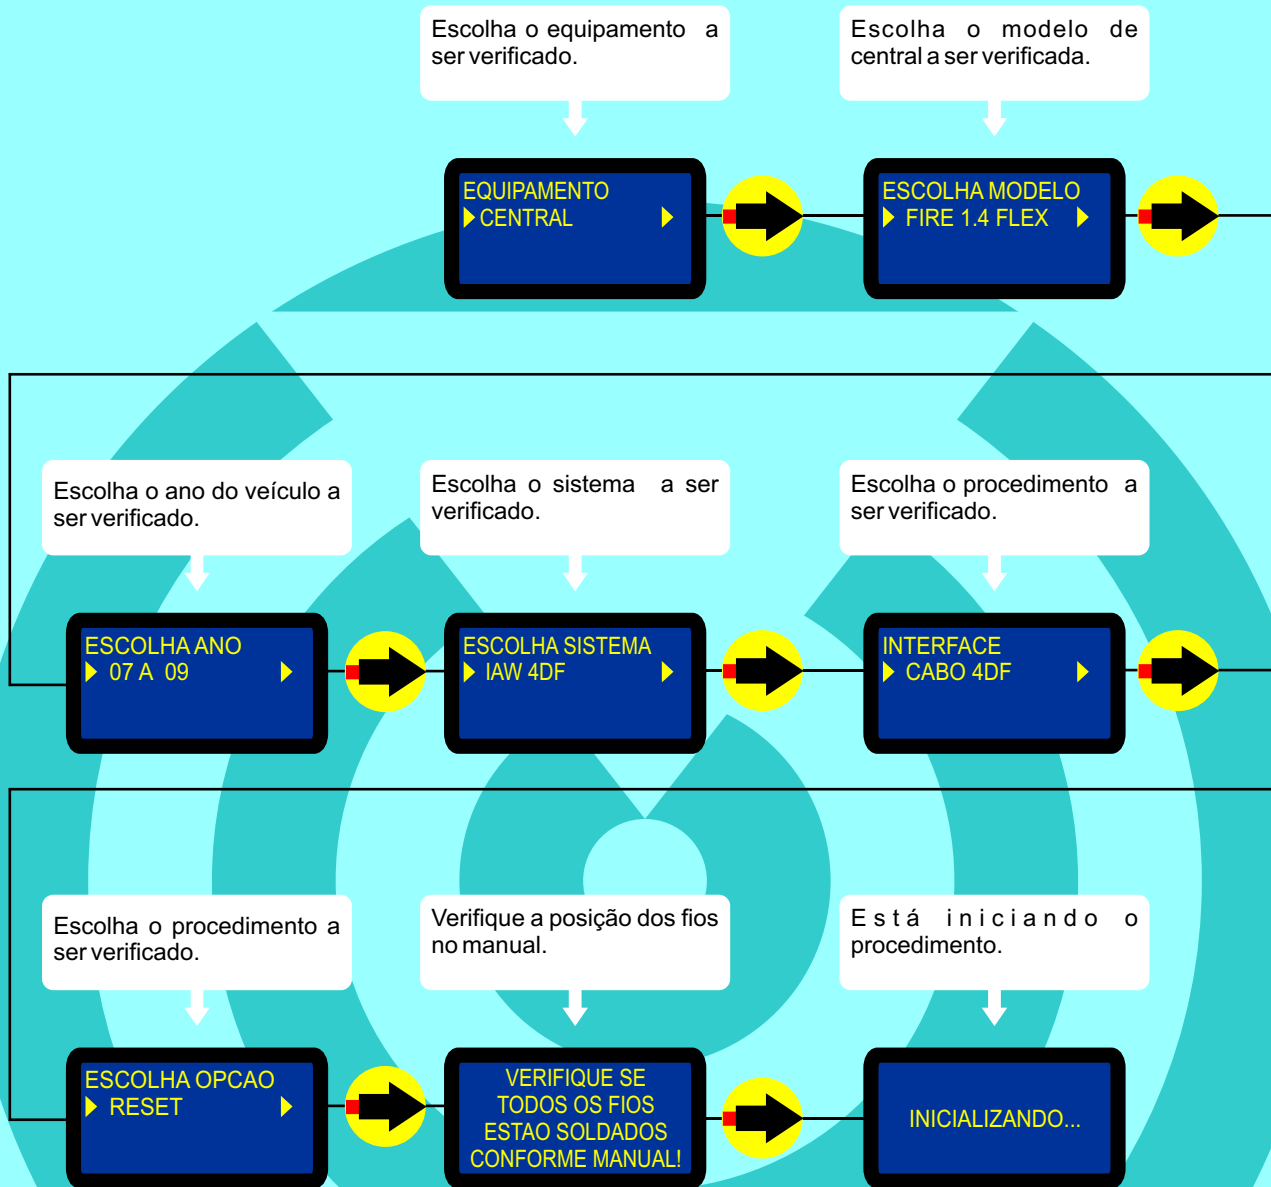 Escolha o equipamento a
ser verificado.
Escolha o modelo de
central a ser verificada.
EQUIPAMENTO
CENTRAL
ESCOLHA MODELO
FIRE 1.4 FLEX
Escolha o ano do veículo a
ser verificado.
Escolha o sistema a ser
verificado.
Escolha o procedimento a
ser verificado.
ESCOLHA ANO
07 A 09
ESCOLHA SISTEMA
IAW 4DF
INTERFACE
CABO 4DF
Escolha o procedimento a
ser verificado.
Verifique a posição dos fios
no manual.
Está iniciando o
procedimento.
ESCOLHA OPCAO
RESET
VERIFIQUE SE
TODOS OS FIOS
ESTAO SOLDADOS
CONFORME MANUAL!
INICIALIZANDO...